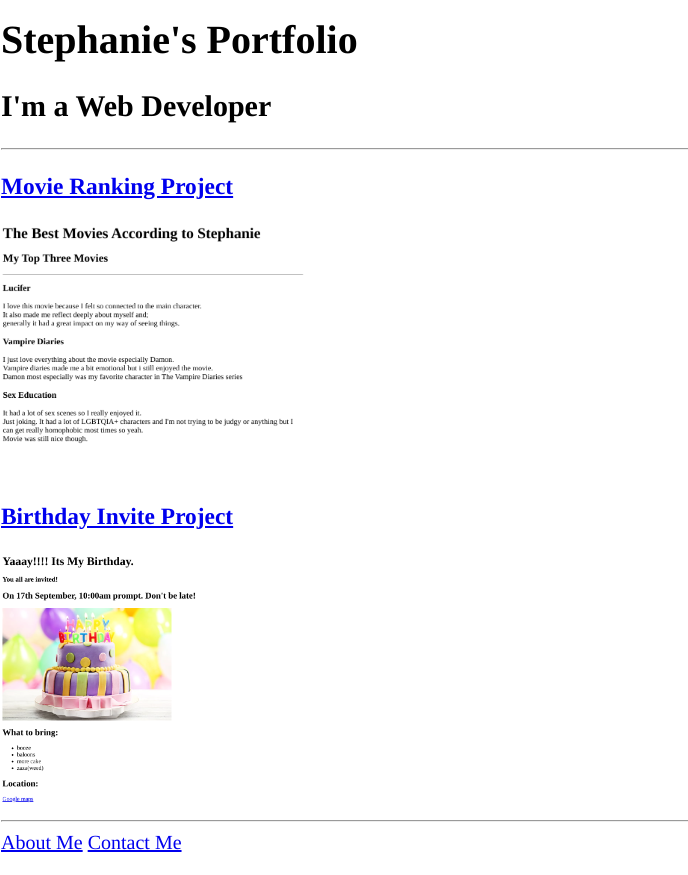 Stephanie's Portfolio
I'm a Web Developer
Movie Ranking Project
The Best Movies According to Stephanie
My Top Three Movies
Lucifer
I love this movie because I felt so connected to the main character.
It also made me reflect deeply about myself and;
generally it had a great impact on my way of seeing things.
Vampire Diaries
I just love everything about the movie especially Damon.
Vampire diaries made me a bit emotional but i still enjoyed the movie.
Damon most especially was my favorite character in The Vampire Diaries series
Sex Education
It had a lot of sex scenes so I really enjoyed it.
Just joking. It had a lot of LGBTQIA+ characters and I'm not trying to be judgy or anything but I
can get really homophobic most times so yeah.
Movie was still nice though.
Birthday Invite Project
Yaaay!!!! Its My Birthday.
You all are invited!
On 17th September, 10:00am prompt. Don't be late!
HAPPY
BIRTHDAY
What to bring:
booze
baloons
more cake
zaza(weed)
Location:
Google maps
About Me Contact Me